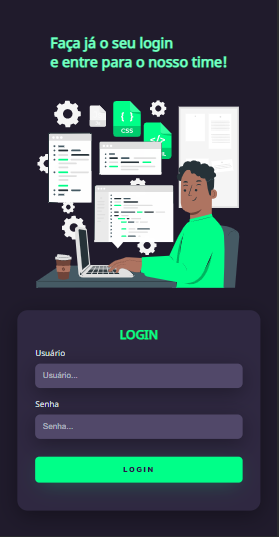 Faça já o seu login
e entre para o nosso time!
{ }
CSS
LOGIN
Usuário
Usuário...
Senha
Senha...
LOGIN